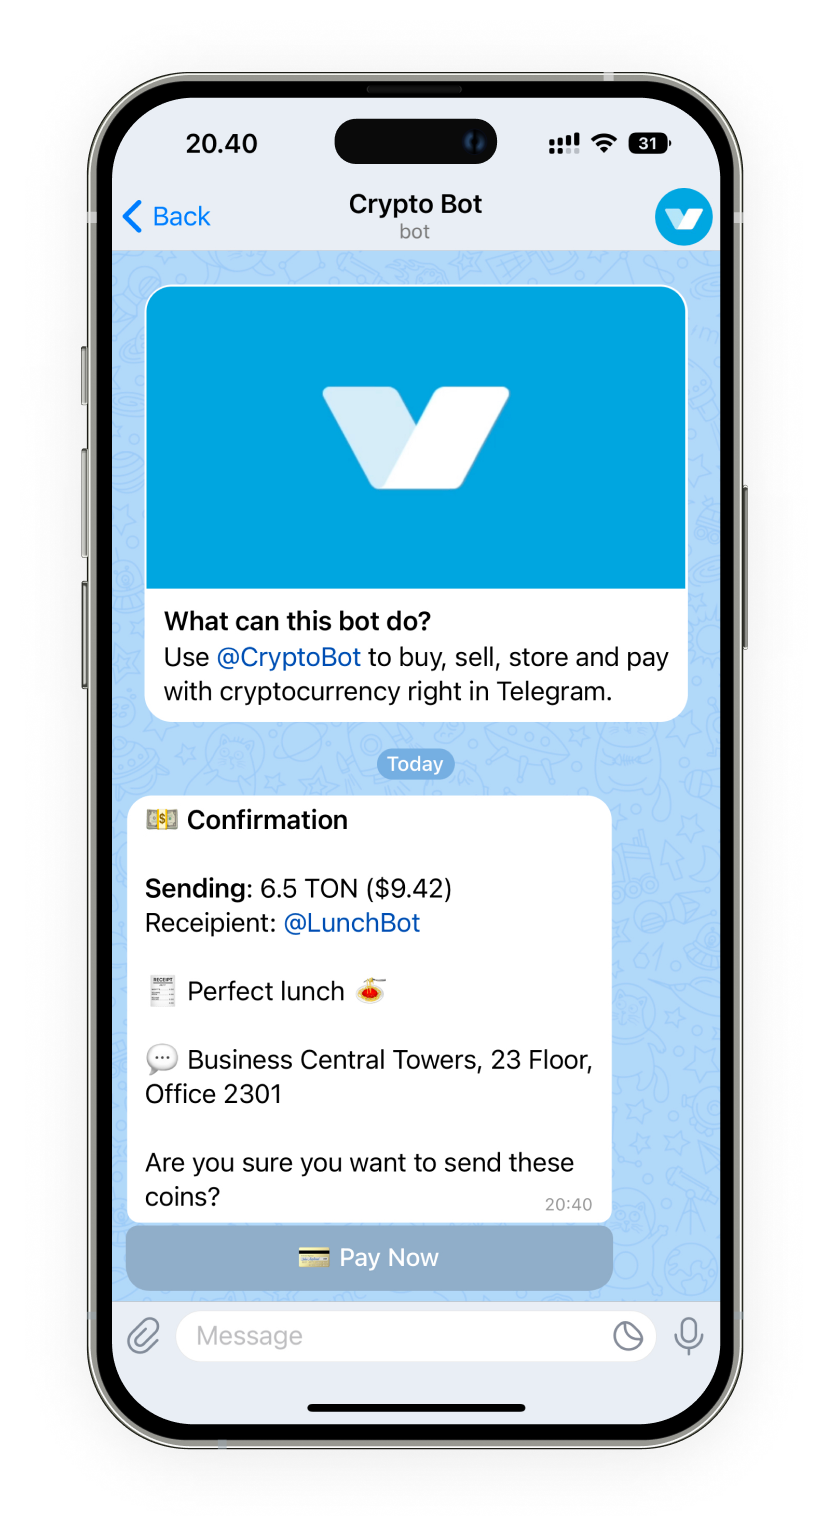 20.40
31
Back
Crypto Bot
bot
What can this bot do?
Use @CryptoBot to buy, sell, store and pay
with cryptocurrency right in Telegram.
Today
💵 Confirmation
Sending: 6.5 TON ($9.42)
Receipient: @LunchBot
🧾 Perfect lunch 🍝
💬 Business Central Towers, 23 Floor,
Office 2301
Are you sure you want to send these
coins?
20:40
💳 Pay Now
Message